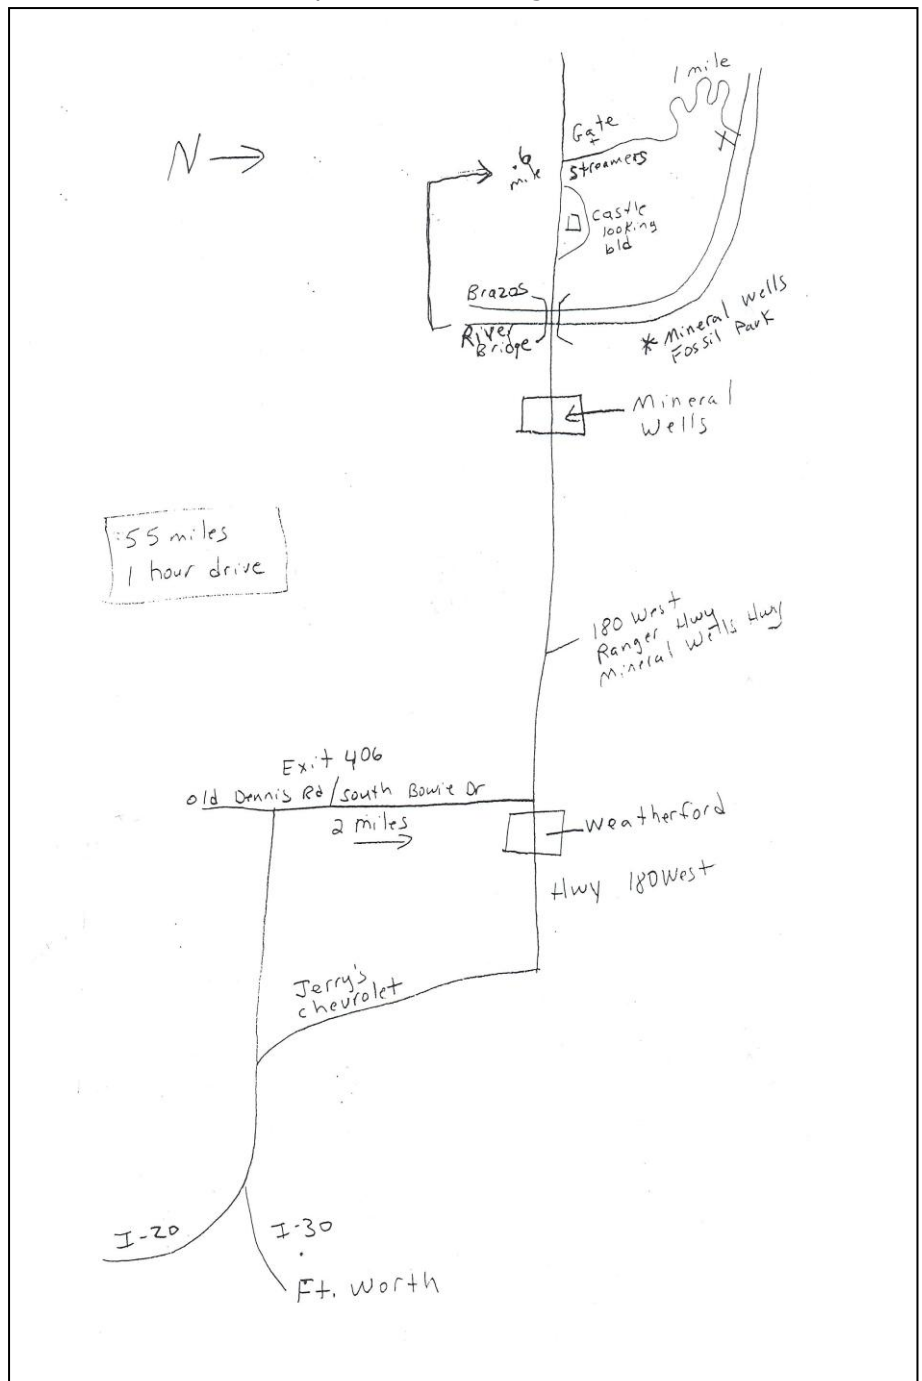 1 mile
Gate
+
Streamers
N
.6
mile
castle
looking
bld
Brazos
River
Bridge
* Mineral Wells
Fossil Park
Mineral
Wells
55 miles
1 hour drive
180 West
Ranger Hwy
Mineral Wells Hwy
Exit 406
old Dennis Rd/South Bowie Dr
2 miles
Weatherford
Hwy 180 West
Jerry's
chevrolet
I-20
I-30
Ft. Worth